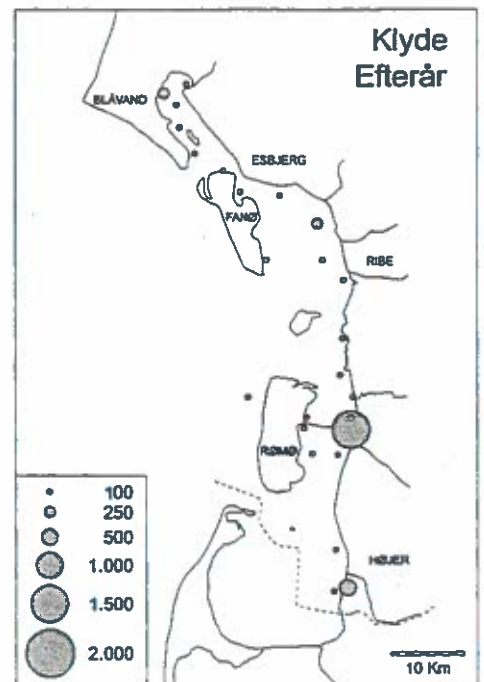 Klyde
Efterår
BLÅVAND
ESBJERG
FANØ
RIBE
RØMØ
HØJER
100
250
500
1.000
1.500
2.000
10 Km